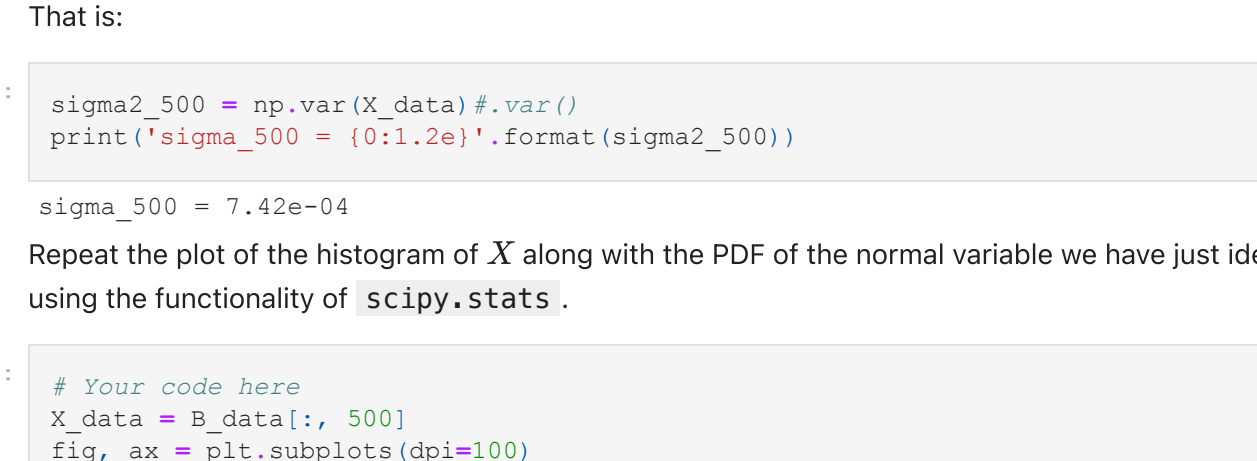 That is:
:
sigma2_500 = np.var(X_data)#.var()
print('sigma_500 = {0:1.2e}'.format(sigma2_500))
sigma_500 = 7.42e-04
Repeat the plot of the histogram of X along with the PDF of the normal variable we have just ide
using the functionality of scipy.stats.
:
# Your code here
X_data = B_data[:, 500]
fig, ax = plt.subplots(dpi=100)